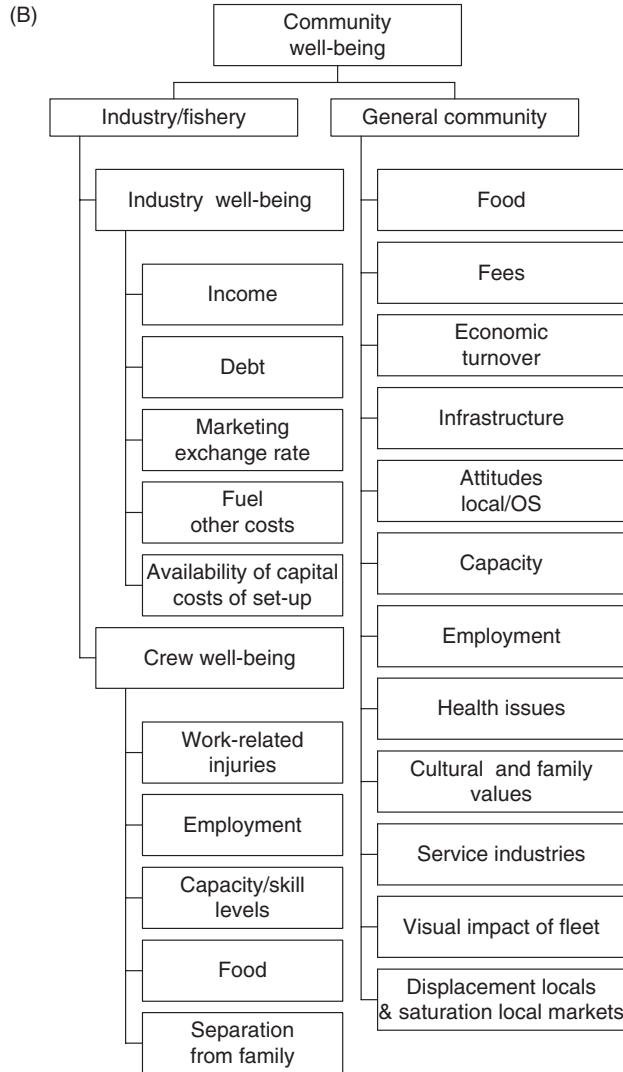 (B)
Community
well-being
Industry/fishery
General community
Industry well-being
Income
Debt
Marketing
exchange rate
Fuel
other costs
Availability of capital
costs of set-up
Crew well-being
Work-related
injuries
Employment
Capacity/skill
levels
Food
Separation
from family
Food
Fees
Economic
turnover
Infrastructure
Attitudes
local/OS
Capacity
Employment
Health issues
Cultural and family
values
Service industries
Visual impact of fleet
Displacement locals
& saturation local markets